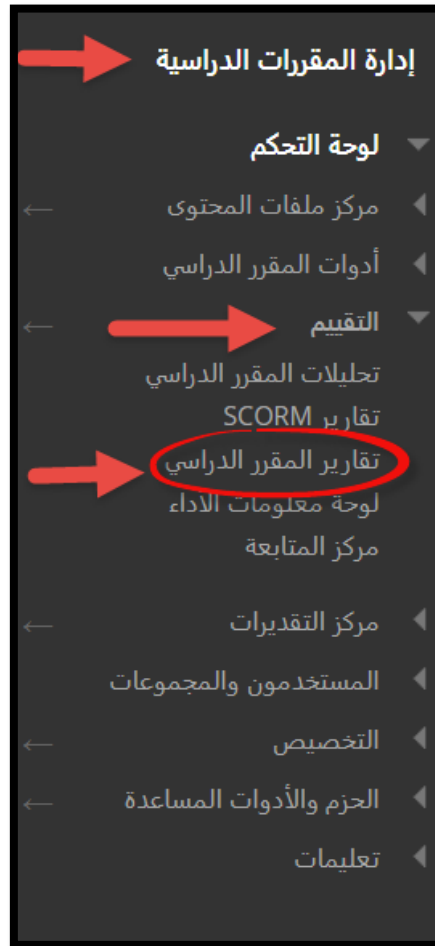 إدارة المقررات الدراسية
لوحة التحكم
مركز ملفات المحتوى
أدوات المقرر الدراسي
التقييم
تحليلات المقرر الدراسي
تقارير SCORM
تقارير المقرر الدراسي
لوحة معلومات الأداء
مركز المتابعة
مركز التقديرات
المستخدمون والمجموعات
التخصيص
الحزم والأدوات المساعدة
تعليمات